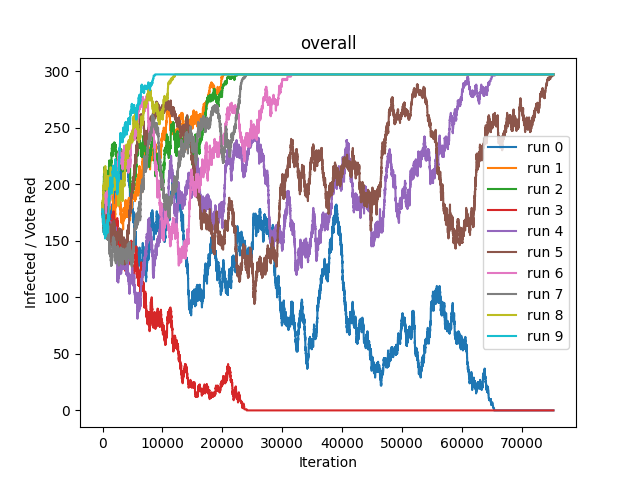 overall
Infected / Vote Red
300
250
200
150
100
50
0
0 10000 20000 30000 40000 50000 60000 70000
Iteration
run 0
run 1
run 2
run 3
run 4
run 5
run 6
run 7
run 8
run 9